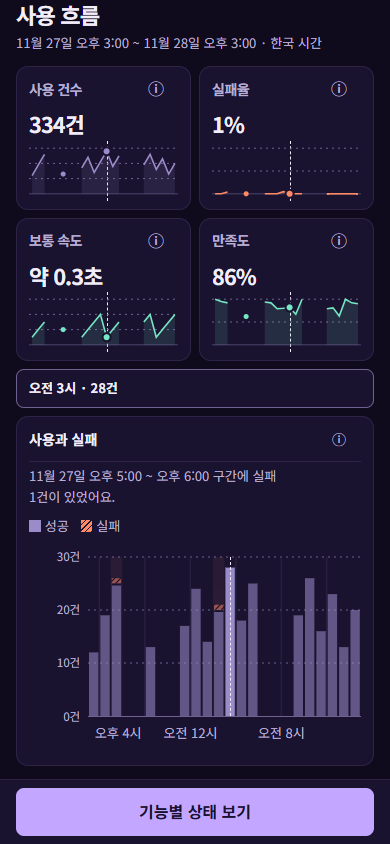 사용 흐름
11월 27일 오후 3:00 ~ 11월 28일 오후 3:00 · 한국 시간
사용 건수 ⓘ
334건
실패율 ⓘ
1%
보통 속도 ⓘ
약 0.3초
만족도 ⓘ
86%
오전 3시 · 28건
사용과 실패 ⓘ
11월 27일 오후 5:00 ~ 오후 6:00 구간에 실패
1건이 있었어요.
성공 실패
30건
20건
10건
0건
오후 4시 오전 12시 오전 8시
기능별 상태 보기